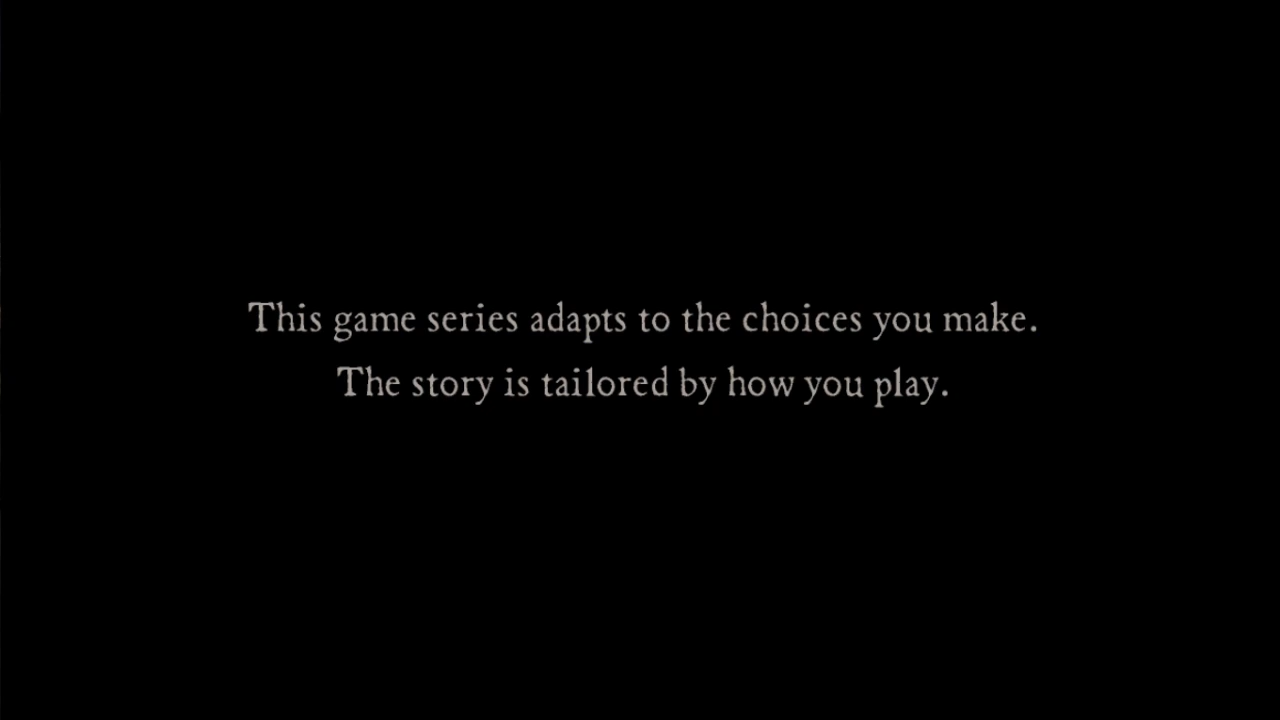 This game series adapts to the choices you make.
The story is tailored by how you play.